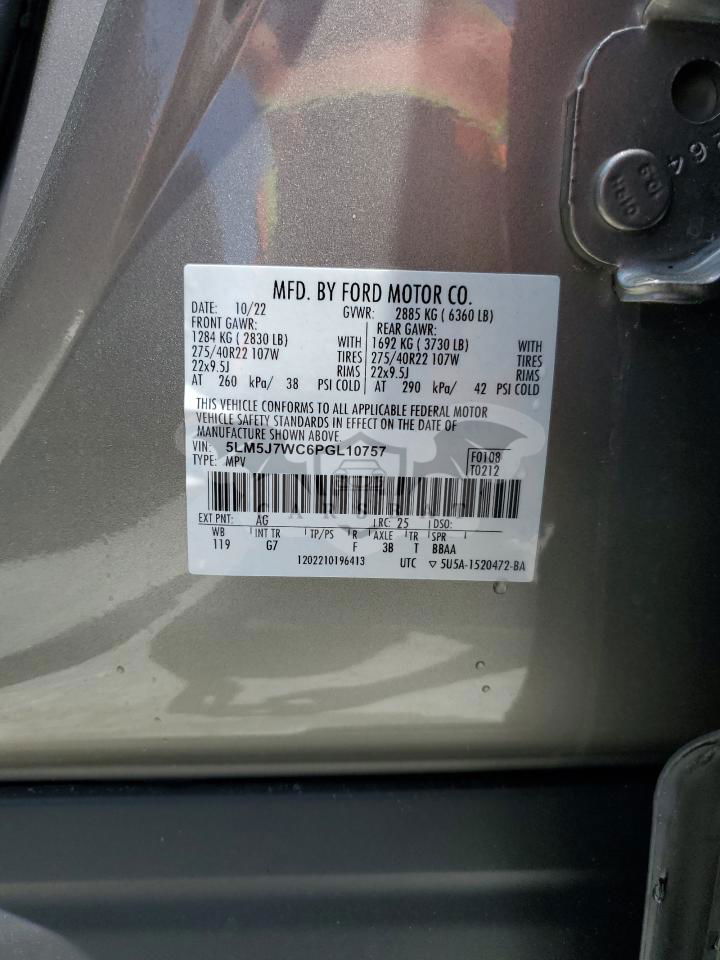 MFD. BY FORD MOTOR CO.
DATE: 10/22 GVWR: 2885 KG ( 6360 LB)
FRONT GAWR: REAR GAWR:
1284 KG ( 2830 LB) WITH 1692 KG ( 3730 LB) WITH
275/40R22 107W TIRES 275/40R22 107W TIRES
22x9.5J RIMS 22x9.5J RIMS
AT 260 kPa/ 38 PSI COLD AT 290 kPa/ 42 PSI COLD
THIS VEHICLE CONFORMS TO ALL APPLICABLE FEDERAL MOTOR
VEHICLE SAFETY STANDARDS IN EFFECT ON THE DATE OF
MANUFACTURE SHOWN ABOVE.
VIN: 5LM5J7WC6PGL10757 F0108
TYPE: MPV T0212
EXT PNT: AG RC: 25 DSO:
WB INT TR TP/PS R AXLE TR SPR
119 G7 F 3B T BBAA
1202210196413 UTC ▽ 5U5A-1520472-BA
64